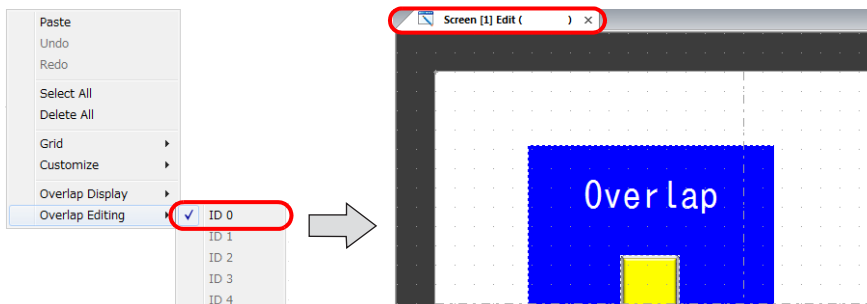 Paste
Undo
Redo
Select All
Delete All
Grid
Customize
Overlap Display
Overlap Editing
ID 0
ID 1
ID 2
ID 3
ID 4
Screen [1] Edit ( )
Overlap